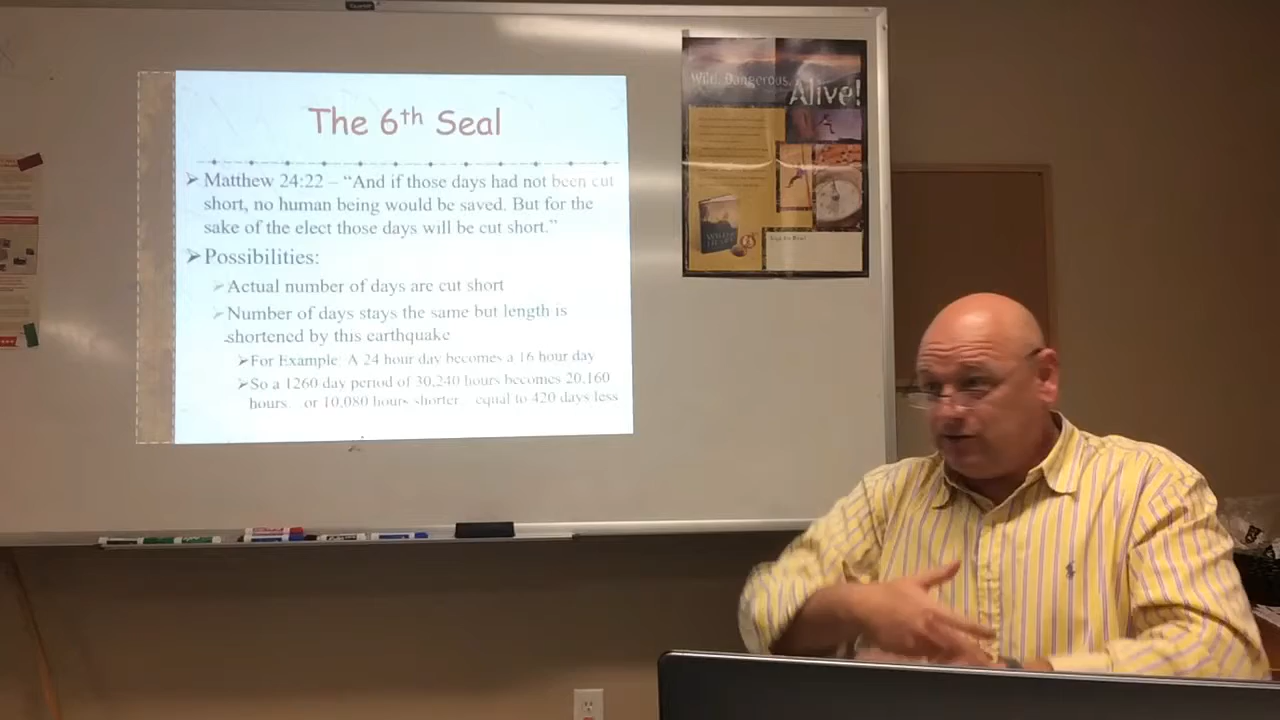 The 6th Seal
Matthew 24:22 – “And if those days had not been cut
short, no human being would be saved. But for the
sake of the elect those days will be cut short.”
Possibilities:
Actual number of days are cut short
Number of days stays the same but length is
shortened by this earthquake
For Example: A 24 hour day becomes a 16 hour day
So a 1260 day period of 30,240 hours becomes 20,160
hours. or 10,080 hours shorter – equal to 420 days less
Wild. Dangerous.
Alive!